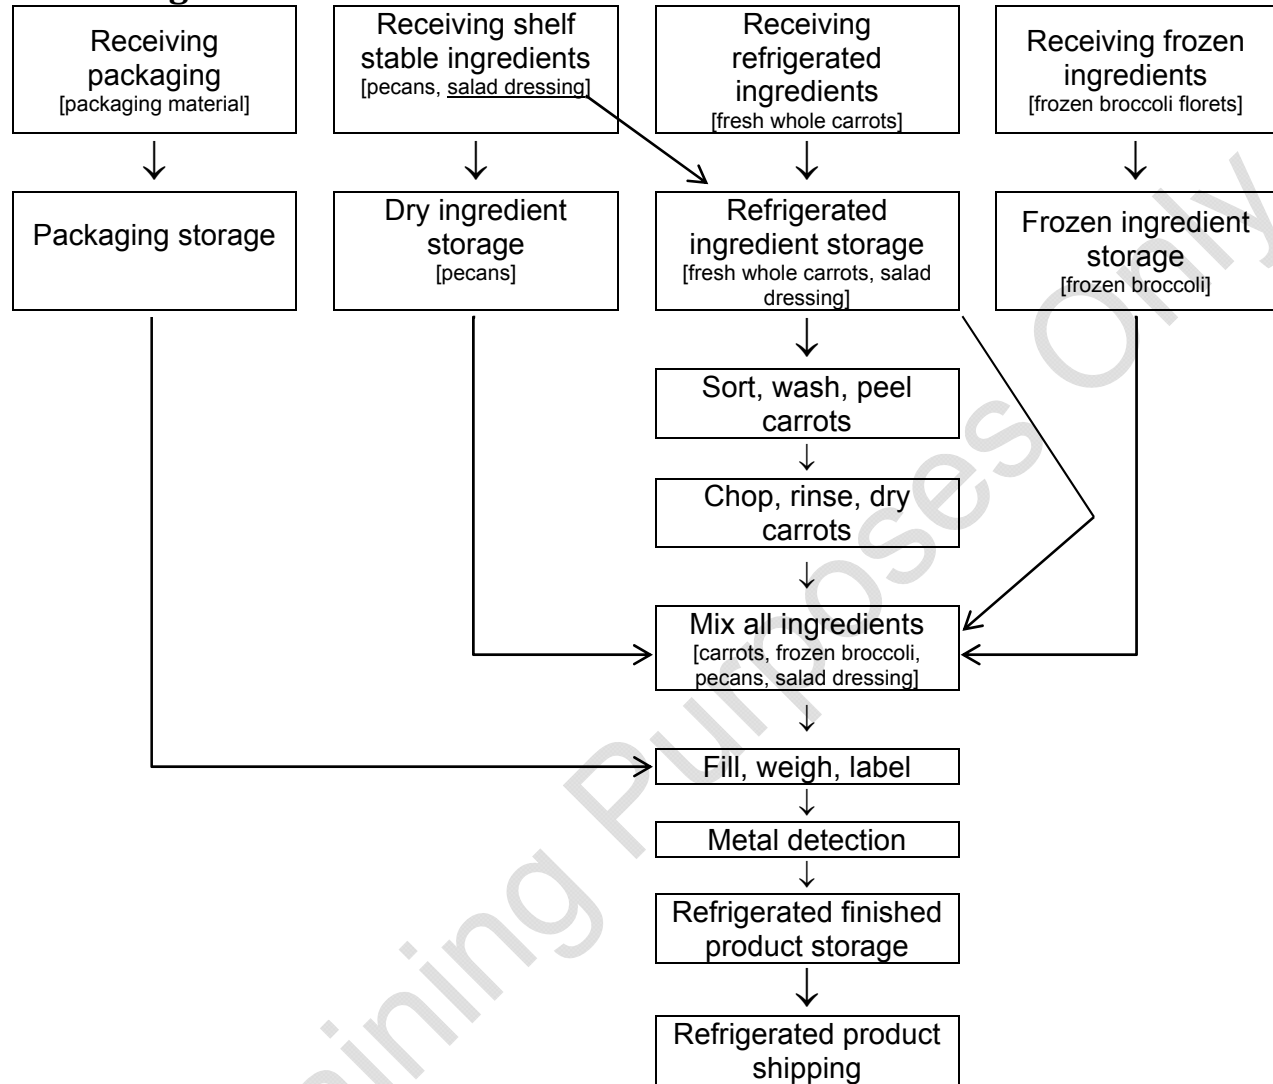 Receiving
packaging
[packaging material]
Receiving shelf
stable ingredients
[pecans, salad dressing]
Receiving
refrigerated
ingredients
[fresh whole carrots]
Receiving frozen
ingredients
[frozen broccoli florets]
Packaging storage
Dry ingredient
storage
[pecans]
Refrigerated
ingredient storage
[fresh whole carrots, salad
dressing]
Frozen ingredient
storage
[frozen broccoli]
Sort, wash, peel
carrots
Chop, rinse, dry
carrots
Mix all ingredients
[carrots, frozen broccoli,
pecans, salad dressing]
Fill, weigh, label
Metal detection
Refrigerated finished
product storage
Refrigerated product
shipping
Purposes Only